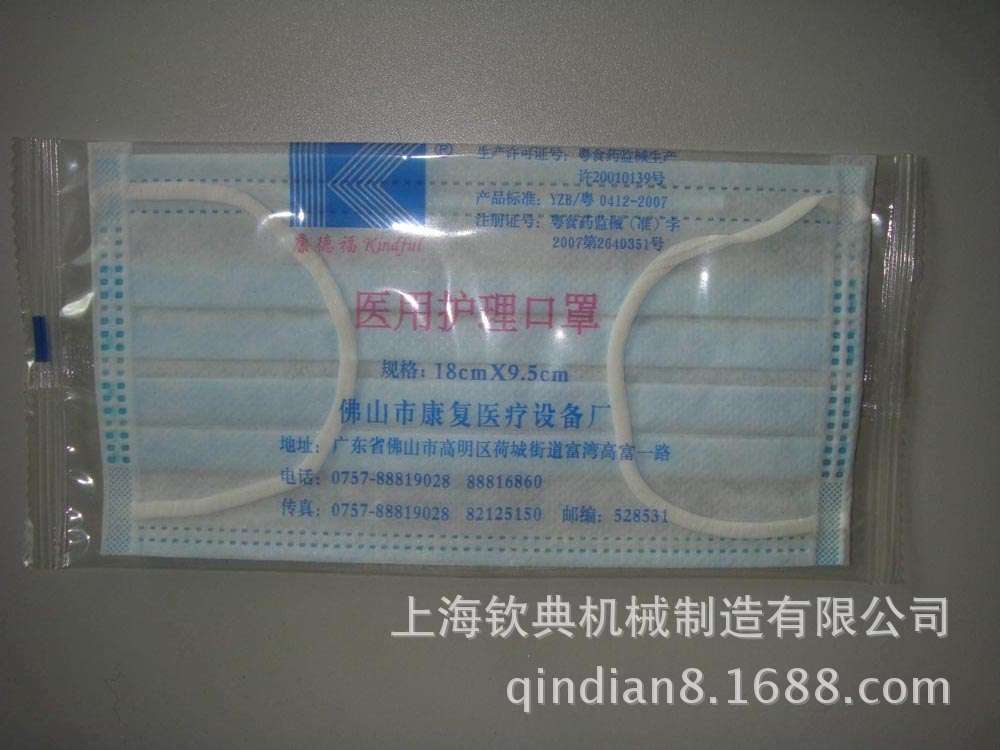 ®
生产许可证号：粤食药监械生产
许20010139号
产品标准：YZB/粤 0412-2007
注册证号：粤食药监械（准）字
2007第2640351号
康德福 Kindful
医用护理口罩
规格：18cmX9.5cm
佛山市康复医疗设备厂
地址：广东省佛山市高明区荷城街道富湾高富一路
电话：0757-88819028 88816860
传真：0757-88819028 82125150 邮编：528531
上海钦典机械制造有限公司
qindian8.1688.com